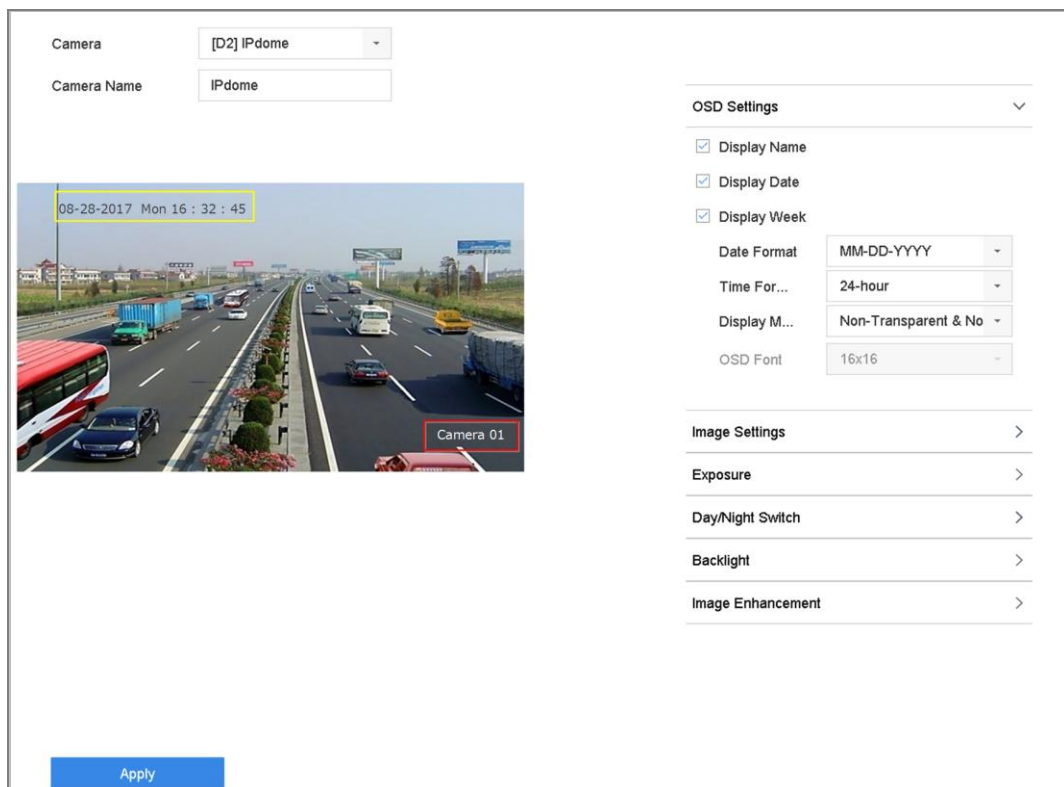 Camera
[D2] IPdome
Camera Name
IPdome
08-28-2017 Mon 16 : 32 : 45
Camera 01
OSD Settings
Display Name
Display Date
Display Week
Date Format
MM-DD-YYYY
Time For...
24-hour
Display M...
Non-Transparent & No
OSD Font
16x16
Image Settings
Exposure
Day/Night Switch
Backlight
Image Enhancement
Apply